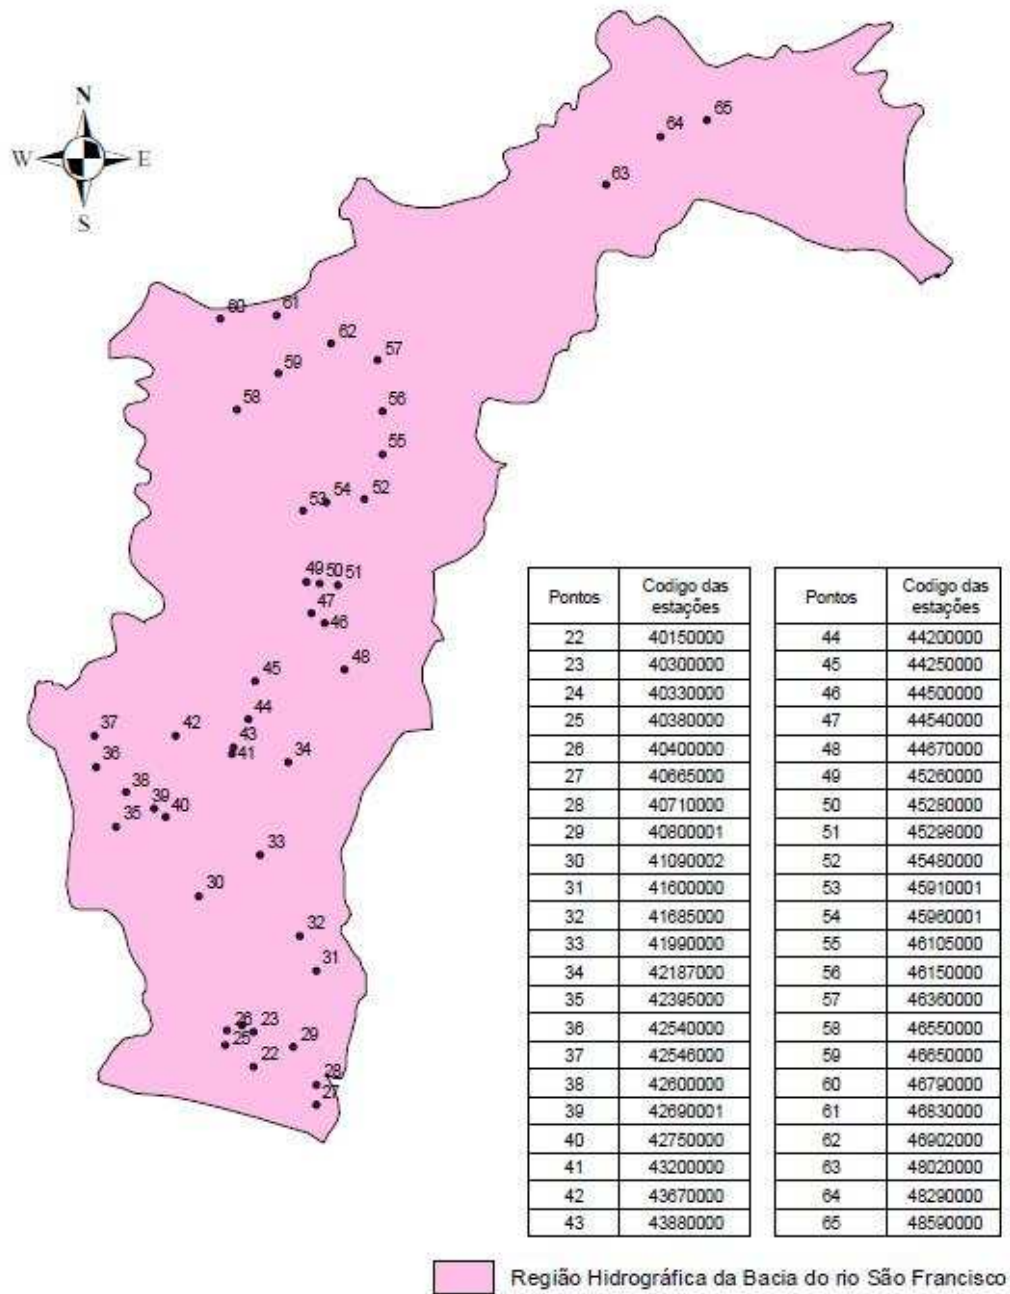 N
W E
S
65
64
63
60 61
62
57
59
58
56
55
53 54 52
49 50 51
47
46
48
45
44
37 42 43
41 34
36
38
39 40
35
33
30
32
31
26 23
25 29
22
28
27
Pontos Codigo das estações Pontos Codigo das estações
22 40150000 44 44200000
23 40300000 45 44250000
24 40330000 46 44500000
25 40380000 47 44540000
26 40400000 48 44670000
27 40665000 49 45260000
28 40710000 50 45280000
29 40800001 51 45298000
30 41090002 52 45480000
31 41600000 53 45910001
32 41685000 54 45960001
33 41990000 55 46105000
34 42187000 56 46150000
35 42395000 57 46360000
36 42540000 58 46550000
37 42546000 59 46650000
38 42600000 60 46790000
39 42690001 61 46830000
40 42750000 62 46902000
41 43200000 63 48020000
42 43670000 64 48290000
43 43880000 65 48590000
Região Hidrográfica da Bacia do rio São Francisco